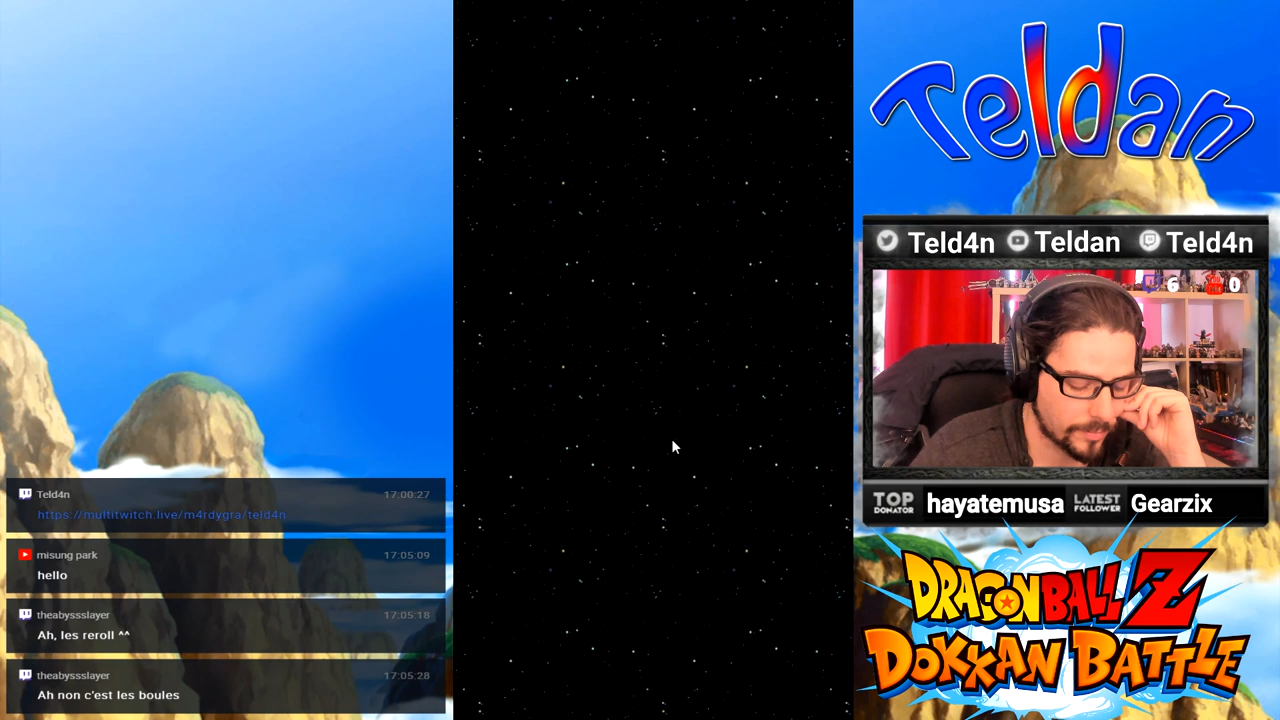 Teldan
Teld4n Teldan Teld4n
6 0
Teld4n 17:00:27
https://multitwitch.live/m4rdygra/teld4n
misung park 17:05:09
hello
theabyssslayer 17:05:18
Ah, les reroll ^^
theabyssslayer 17:05:28
Ah non c'est les boules
TOP DONATOR hayatemusa LATEST FOLLOWER Gearzix
DRAGONBALL Z
DOKKAN BATTLE